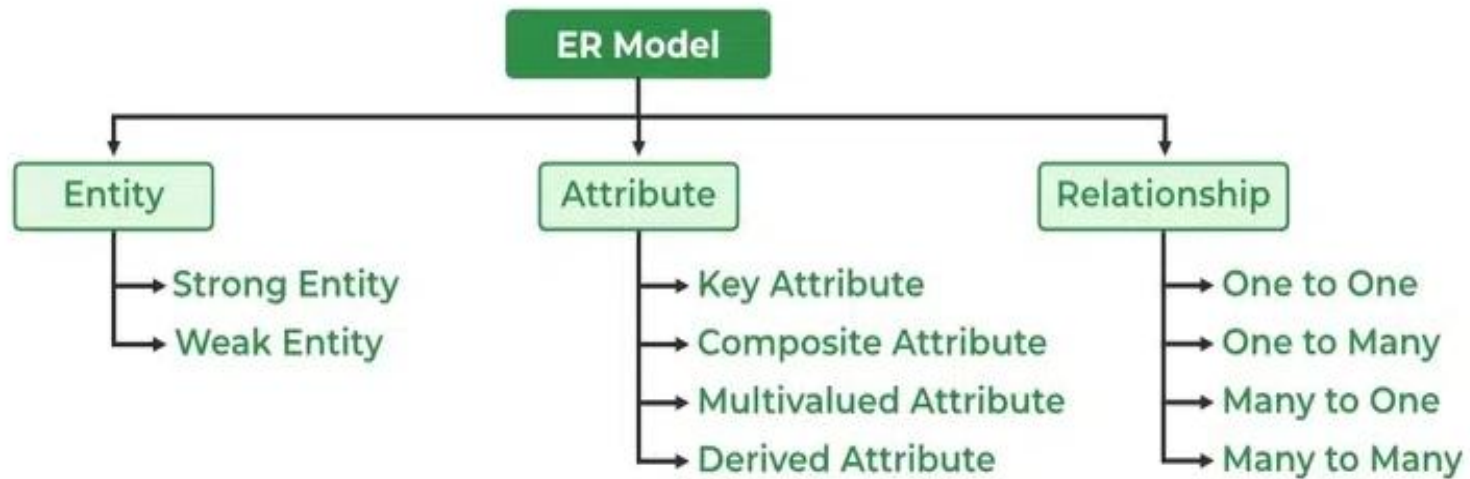 ER Model
Entity
Strong Entity
Weak Entity
Attribute
Key Attribute
Composite Attribute
Multivalued Attribute
Derived Attribute
Relationship
One to One
One to Many
Many to One
Many to Many